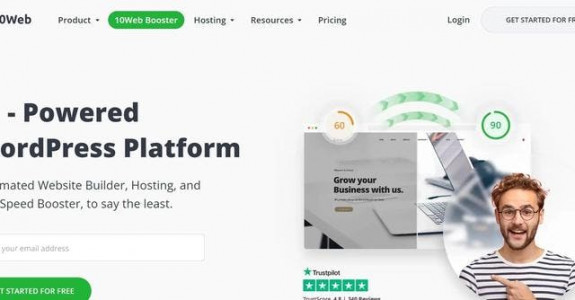 0Web Product 10Web Booster Hosting Resources Pricing Login GET STARTED FOR FR
- Powered
ordPress Platform
mated Website Builder, Hosting, and
Speed Booster, to say the least.
your email address
T STARTED FOR FREE
60
90
Grow your
Business with us.
Trustpilot
TrustScore 4.8 | 340 Reviews